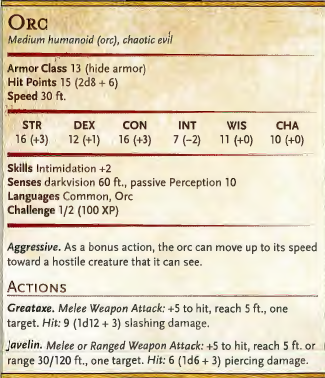 ORC
Medium humanoid (orc), chaotic evil
Armor Class 13 (hide armor)
Hit Points 15 (2d8 + 6)
Speed 30 ft.
STR DEX CON INT WIS CHA
16 (+3) 12 (+1) 16 (+3) 7 (−2) 11 (+0) 10 (+0)
Skills Intimidation +2
Senses darkvision 60 ft., passive Perception 10
Languages Common, Orc
Challenge 1/2 (100 XP)
Aggressive. As a bonus action, the orc can move up to its speed
toward a hostile creature that it can see.
ACTIONS
Greataxe. Melee Weapon Attack: +5 to hit, reach 5 ft., one
target. Hit: 9 (1d12 + 3) slashing damage.
Javelin. Melee or Ranged Weapon Attack: +5 to hit, reach 5 ft. or
range 30/120 ft., one target. Hit: 6 (1d6 + 3) piercing damage.